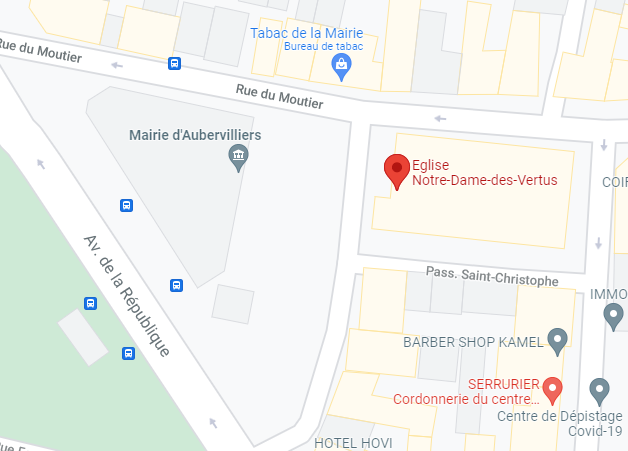 Tabac de la Mairie
Bureau de tabac
Rue du Moutier
Rue du Moutier
Mairie d'Aubervilliers
Eglise
Notre-Dame-des-Vertus
COIF
Av. de la République
Pass. Saint-Christophe
IMMO
BARBER SHOP KAMEL
SERRURIER
Cordonnerie du centre...
Centre de Dépistage
Covid-19
HOTEL HOVI